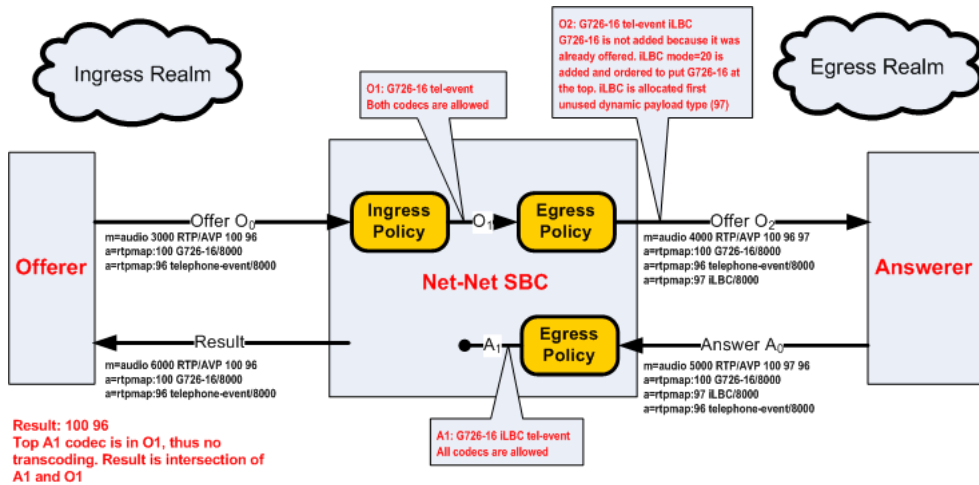 Ingress Realm
Egress Realm
O1: G726-16 tel-event
Both codecs are allowed
O2: G726-16 tel-event iLBC
G726-16 is not added because it was
already offered. iLBC mode=20 is
added and ordered to put G726-16 at
the top. iLBC is allocated first
unused dynamic payload type (97)
Offerer
Offer O0
m=audio 3000 RTP/AVP 100 96
a=rtpmap:100 G726-16/8000
a=rtpmap:96 telephone-event/8000
Ingress
Policy
O1
Egress
Policy
Net-Net SBC
Offer O2
m=audio 4000 RTP/AVP 100 96 97
a=rtpmap:100 G726-16/8000
a=rtpmap:96 telephone-event/8000
a=rtpmap:97 iLBC/8000
Answerer
Result
m=audio 6000 RTP/AVP 100 96
a=rtpmap:100 G726-16/8000
a=rtpmap:96 telephone-event/8000
A1
Egress
Policy
Answer A0
m=audio 5000 RTP/AVP 100 97 96
a=rtpmap:100 G726-16/8000
a=rtpmap:97 iLBC/8000
a=rtpmap:96 telephone-event/8000
Result: 100 96
Top A1 codec is in O1, thus no
transcoding. Result is intersection of
A1 and O1
A1: G726-16 iLBC tel-event
All codecs are allowed